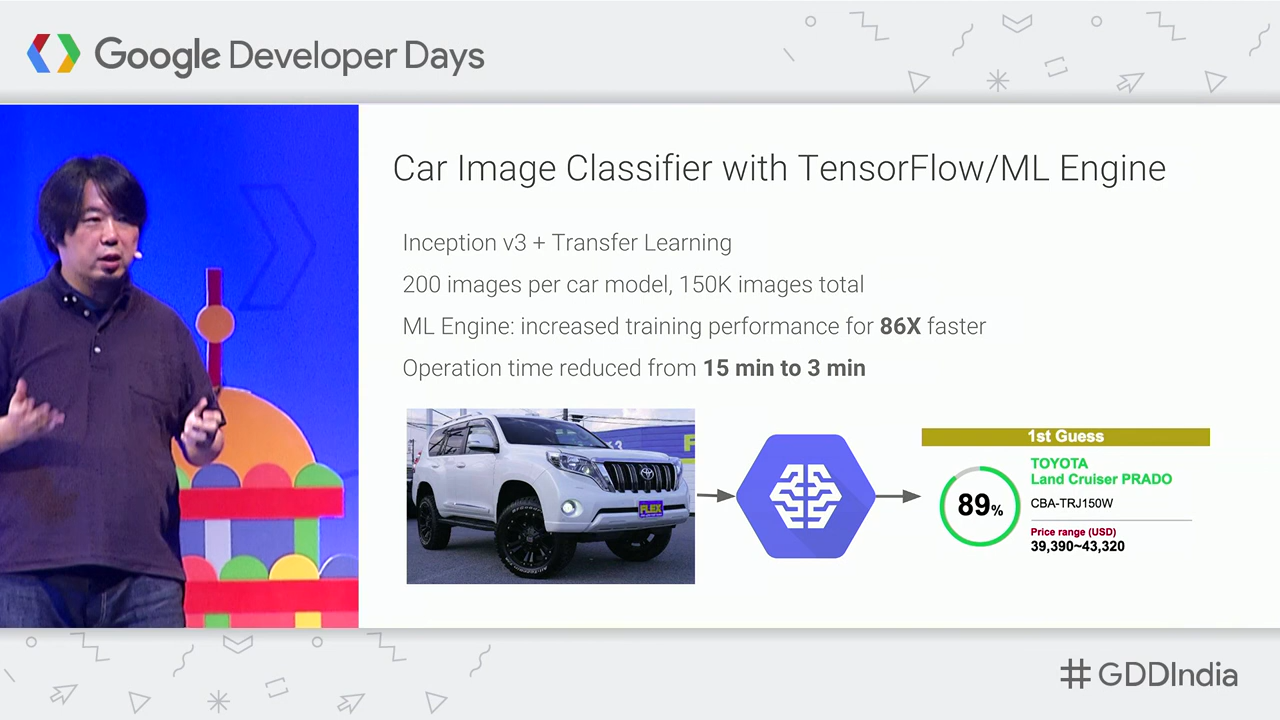 Google Developer Days
Car Image Classifier with TensorFlow/ML Engine
Inception v3 + Transfer Learning
200 images per car model, 150K images total
ML Engine: increased training performance for 86X faster
Operation time reduced from 15 min to 3 min
FLEX
1st Guess
89%
TOYOTA
Land Cruiser PRADO
CBA-TRJ150W
Price range (USD)
39,390~43,320
#GDDIndia